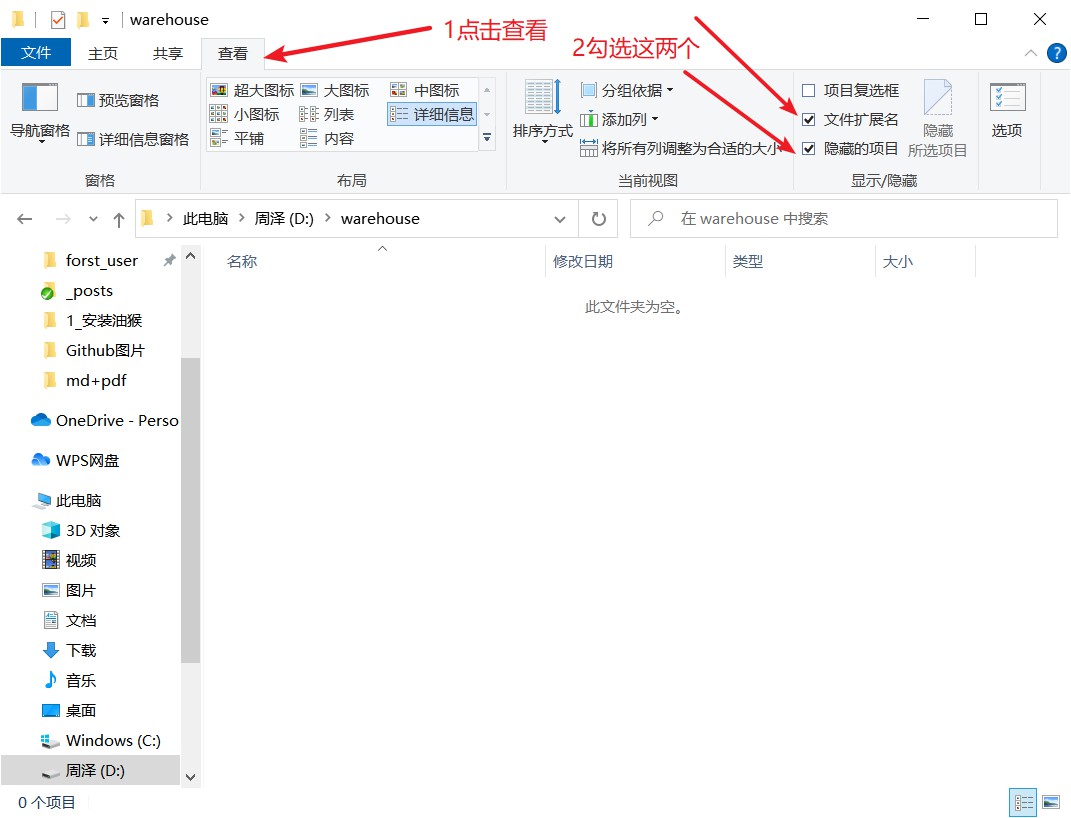 warehouse
1点击查看
文件 主页 共享 查看
2勾选这两个
导航窗格
预览窗格
详细信息窗格
窗格
超大图标 大图标 中图标
小图标 列表 详细信息
平铺 内容
布局
排序方式
分组依据
添加列
将所有列调整为合适的大小
当前视图
项目复选框
文件扩展名
隐藏的项目
隐藏
所选项目
显示/隐藏
选项
此电脑 周泽 (D:) warehouse
在 warehouse 中搜索
名称 修改日期 类型 大小
此文件夹为空。
forst_user
_posts
1_安装油猴
Github图片
md+pdf
OneDrive - Perso
WPS网盘
此电脑
3D 对象
视频
图片
文档
下载
音乐
桌面
Windows (C:)
周泽 (D:)
0 个项目